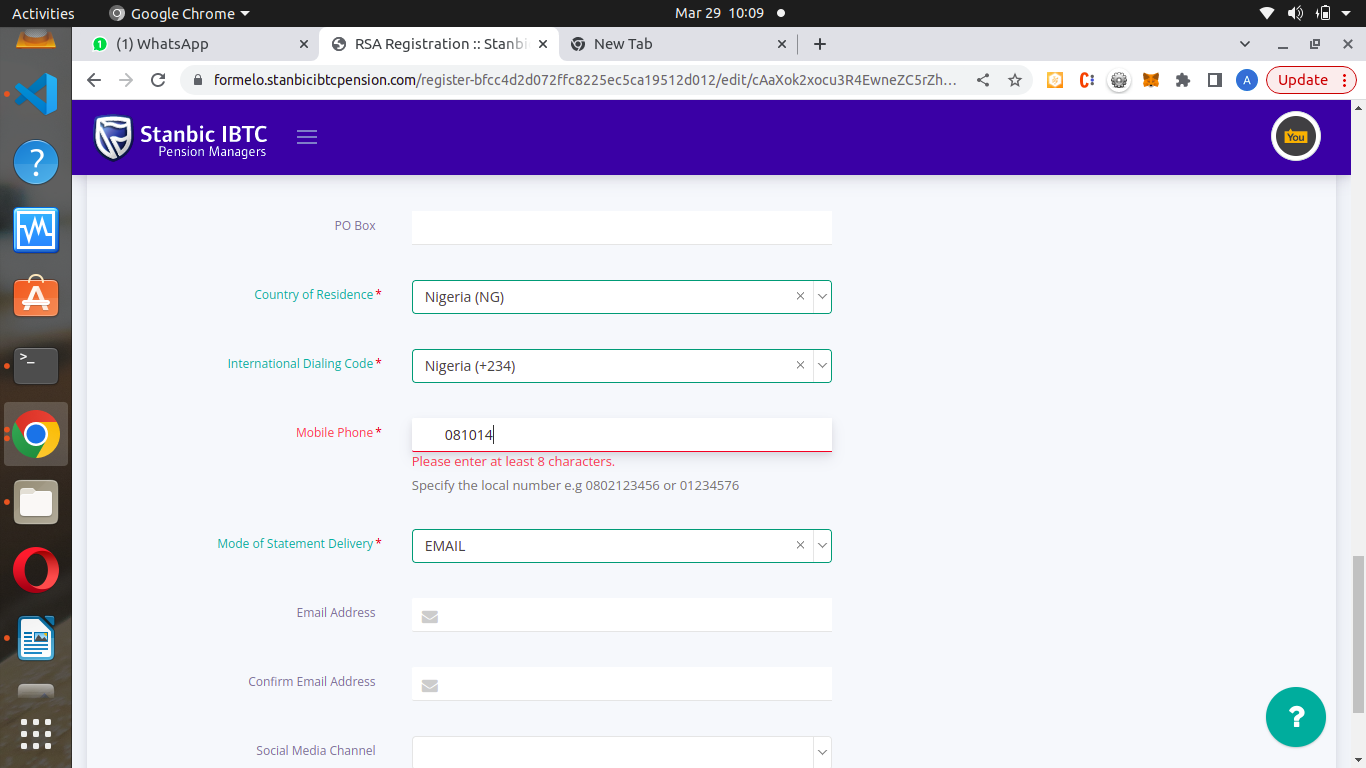 Activities
Google Chrome
Mar 29 10:09
(1) WhatsApp
RSA Registration :: Stanbi
New Tab
formelo.stanbicibtcpension.com/register-bfcc4d2d072ffc8225ec5ca19512d012/edit/cAaXok2xocu3R4EwneZC5rZh...
A
Update
Stanbic IBTC
Pension Managers
You
PO Box
Country of Residence*
Nigeria (NG)
International Dialing Code*
Nigeria (+234)
Mobile Phone*
081014
Please enter at least 8 characters.
Specify the local number e.g 0802123456 or 01234576
Mode of Statement Delivery*
EMAIL
Email Address
Confirm Email Address
Social Media Channel
?